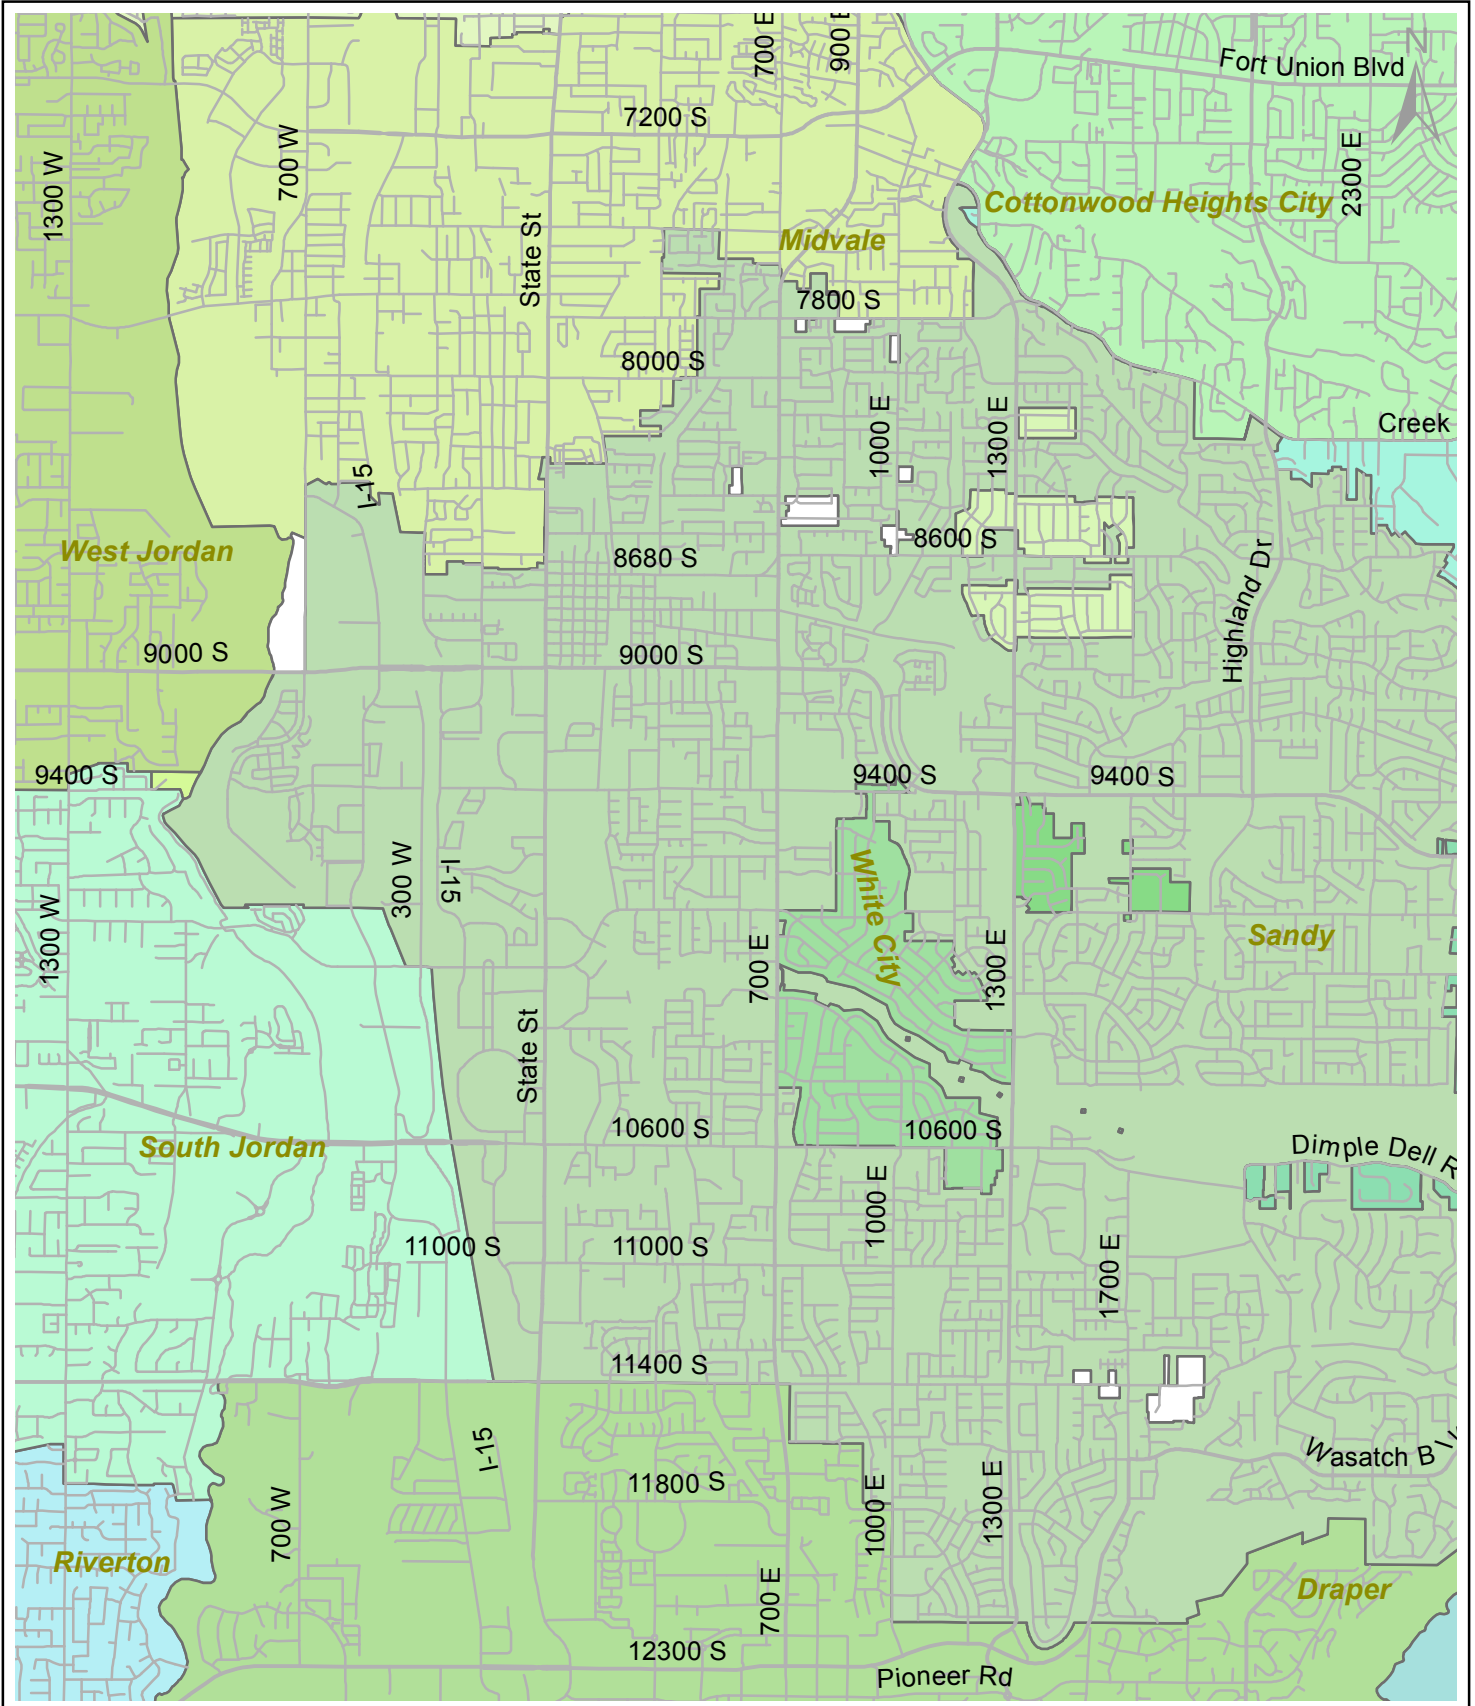 N
Fort Union Blvd
700 E
900 E
7200 S
1300 W
700 W
2300 E
Cottonwood Heights City
State St
Midvale
7800 S
8000 S
1000 E
1300 E
Creek
I-15
West Jordan
8680 S
8600 S
Highland Dr
9000 S
9000 S
9400 S
9400 S
9400 S
300 W
I-15
White City
1300 W
Sandy
700 E
1300 E
State St
10600 S
10600 S
South Jordan
Dimple Dell R
1000 E
11000 S
11000 S
1700 E
11400 S
I-15
Wasatch Blv
11800 S
700 W
1000 E
1300 E
Riverton
700 E
Draper
12300 S
Pioneer Rd